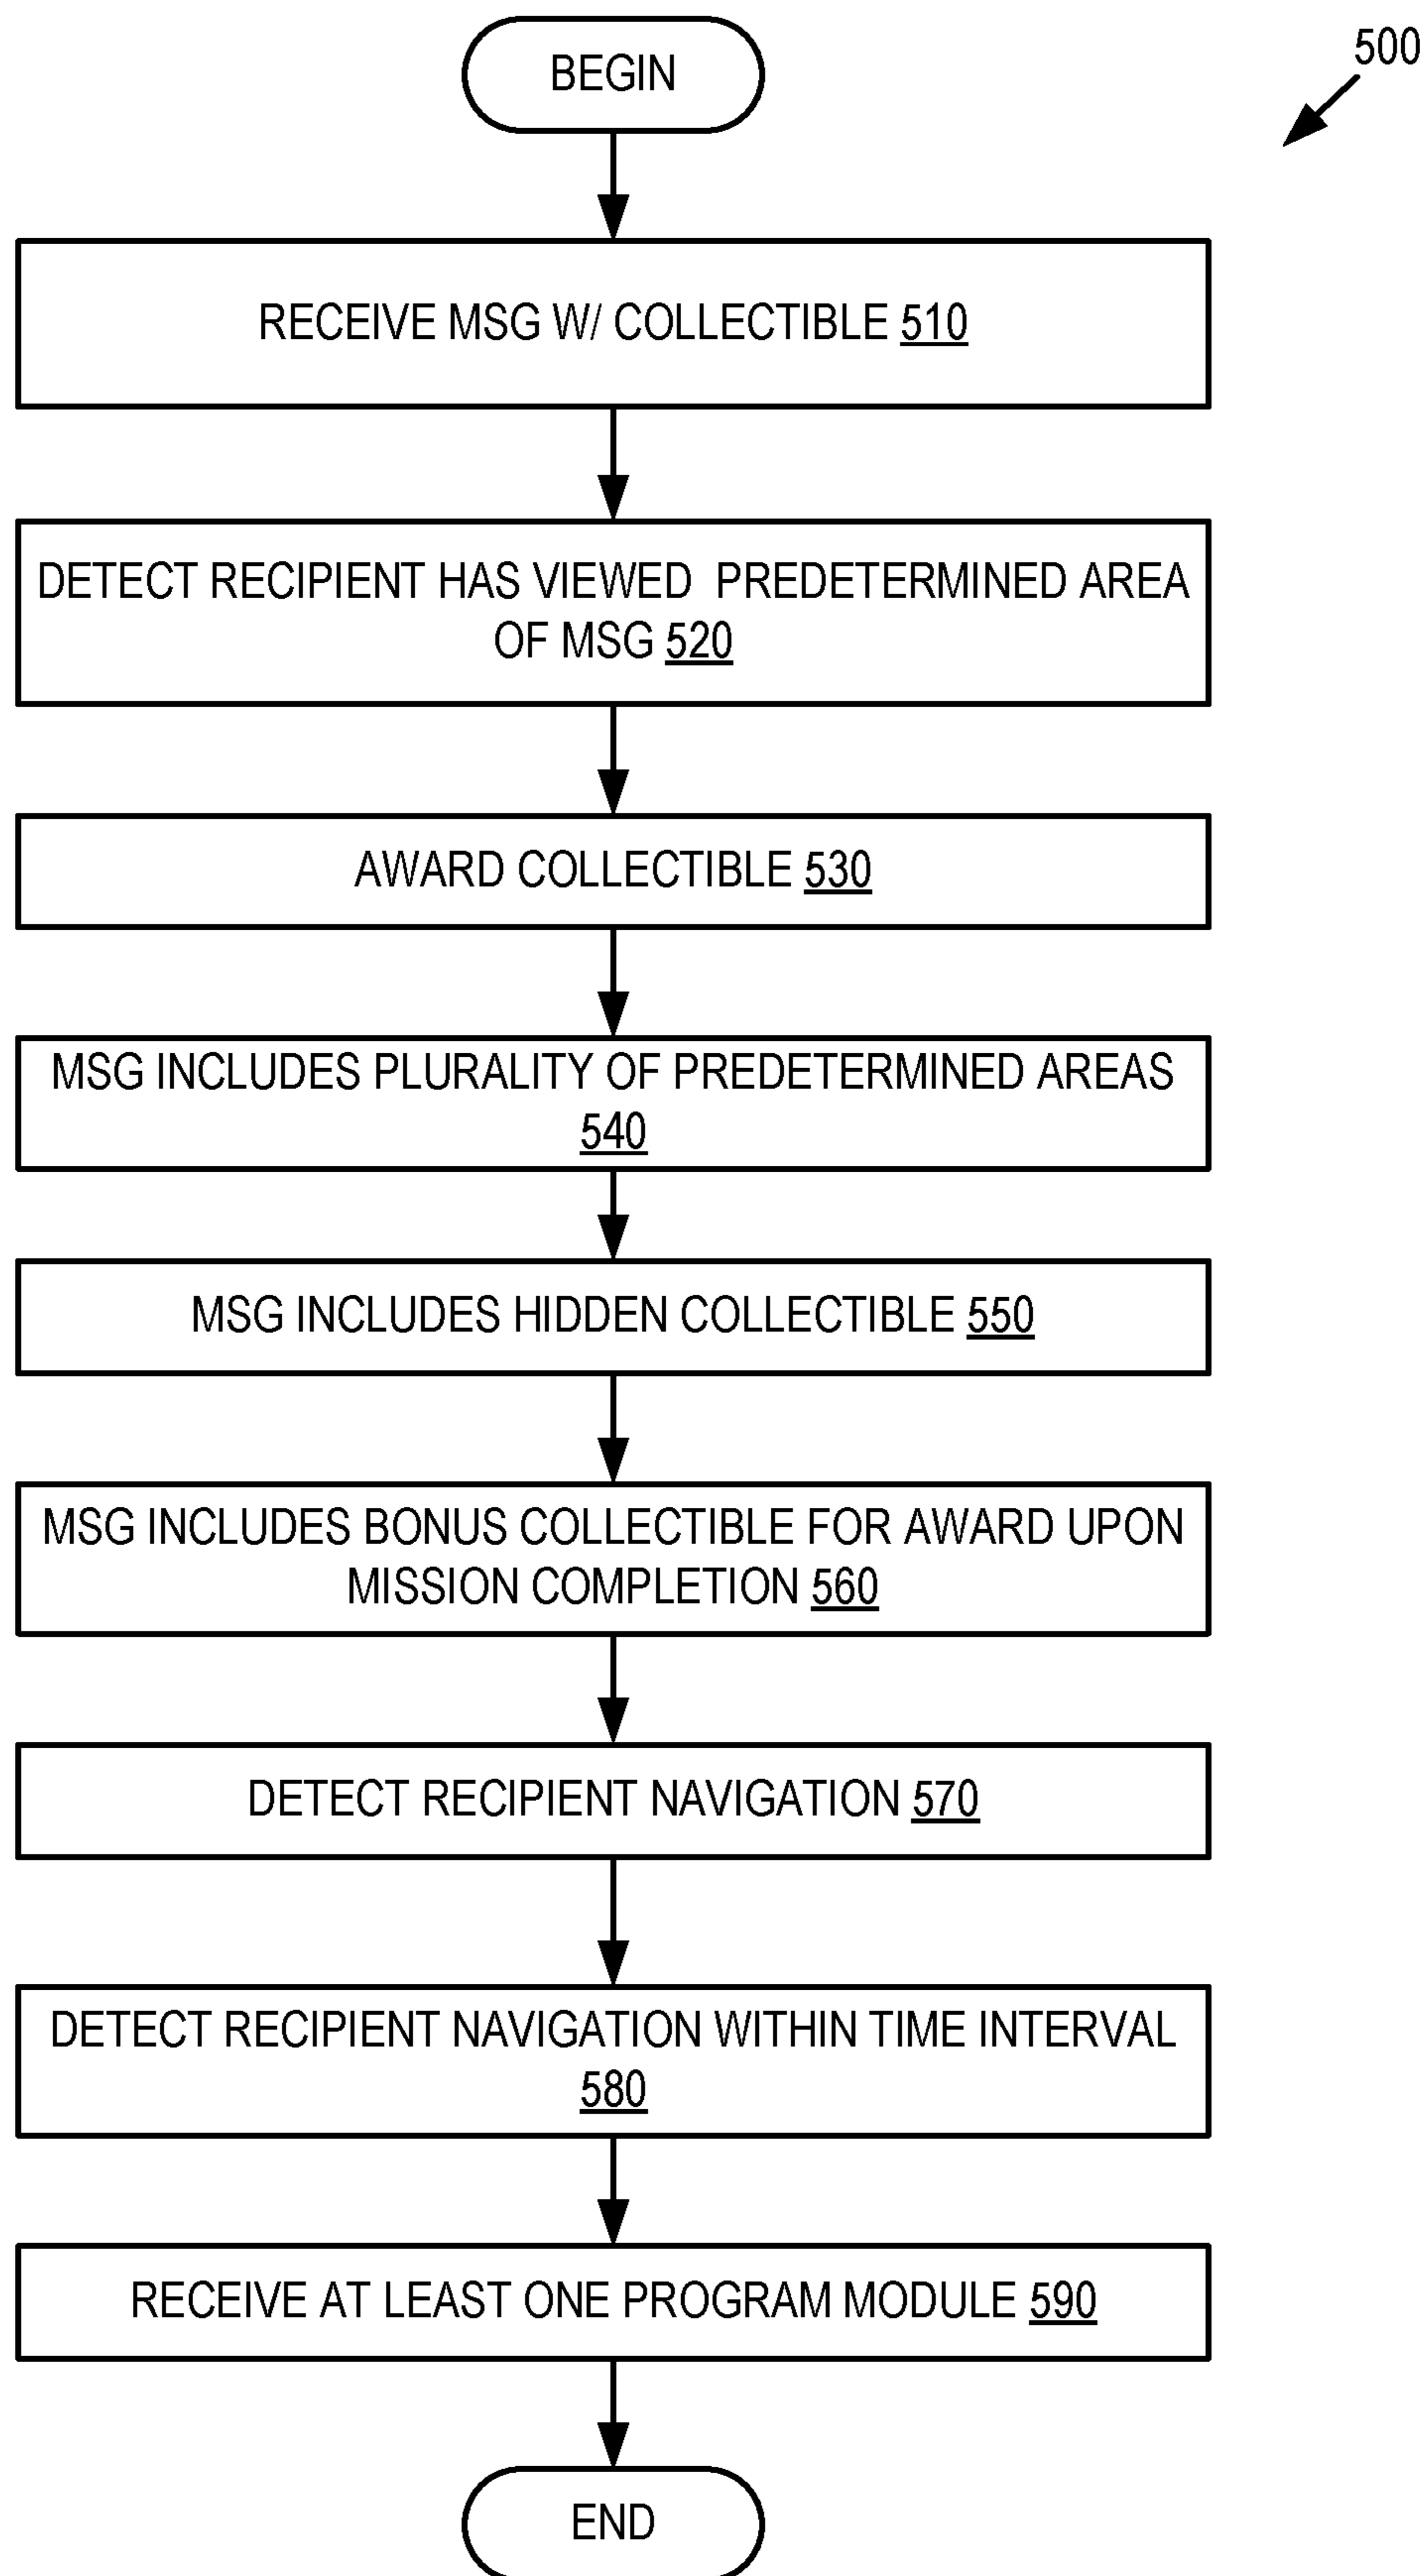 BEGIN
500
RECEIVE MSG W/ COLLECTIBLE 510
DETECT RECIPIENT HAS VIEWED PREDETERMINED AREA
OF MSG 520
AWARD COLLECTIBLE 530
MSG INCLUDES PLURALITY OF PREDETERMINED AREAS
540
MSG INCLUDES HIDDEN COLLECTIBLE 550
MSG INCLUDES BONUS COLLECTIBLE FOR AWARD UPON
MISSION COMPLETION 560
DETECT RECIPIENT NAVIGATION 570
DETECT RECIPIENT NAVIGATION WITHIN TIME INTERVAL
580
RECEIVE AT LEAST ONE PROGRAM MODULE 590
END